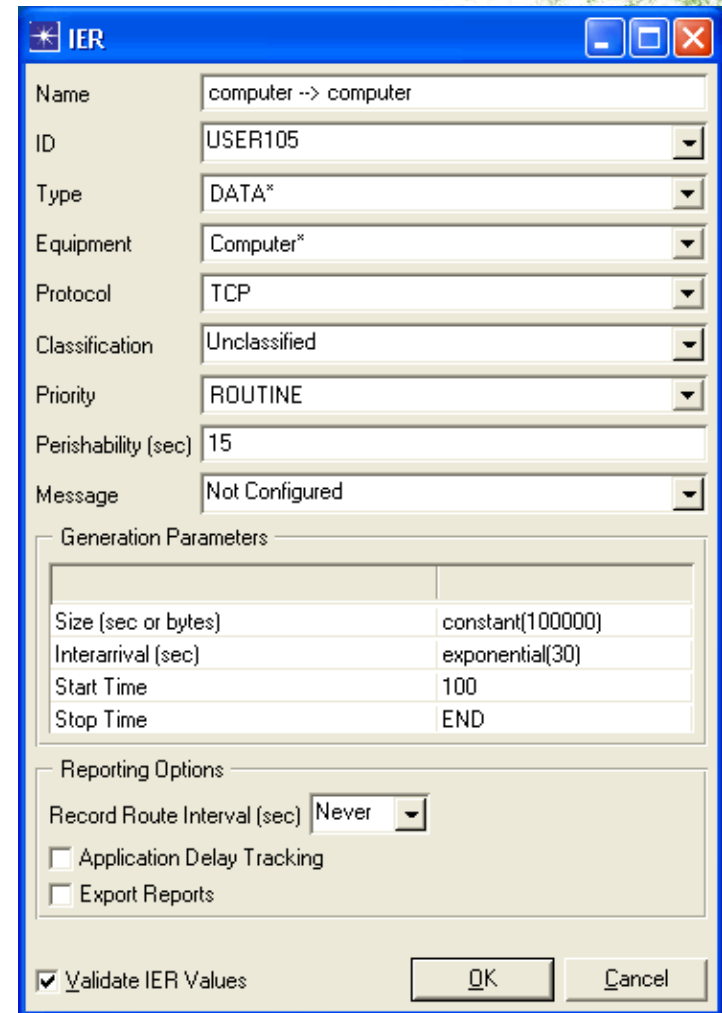 IER
Name computer --> computer
ID USER105
Type DATA*
Equipment Computer*
Protocol TCP
Classification Unclassified
Priority ROUTINE
Perishability (sec) 15
Message Not Configured
Generation Parameters
Size (sec or bytes) constant(100000)
Interarrival (sec) exponential(30)
Start Time 100
Stop Time END
Reporting Options
Record Route Interval (sec) Never
Application Delay Tracking
Export Reports
Validate IER Values OK Cancel